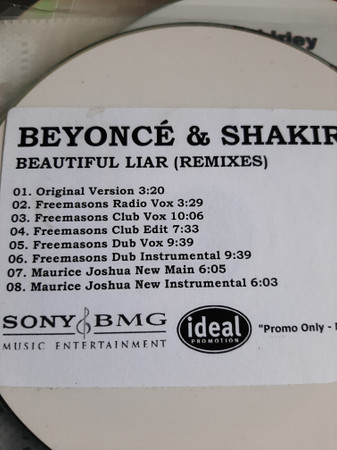 BEYONCÉ & SHAKIR
BEAUTIFUL LIAR (REMIXES)
01. Original Version 3:20
02. Freemasons Radio Vox 3:29
03. Freemasons Club Vox 10:06
04. Freemasons Club Edit 7:33
05. Freemasons Dub Vox 9:39
06. Freemasons Dub Instrumental 9:39
07. Maurice Joshua New Main 6:05
08. Maurice Joshua New Instrumental 6:03
SONY BMG
MUSIC ENTERTAINMENT
ideal
PROMOTION
"Promo Only -